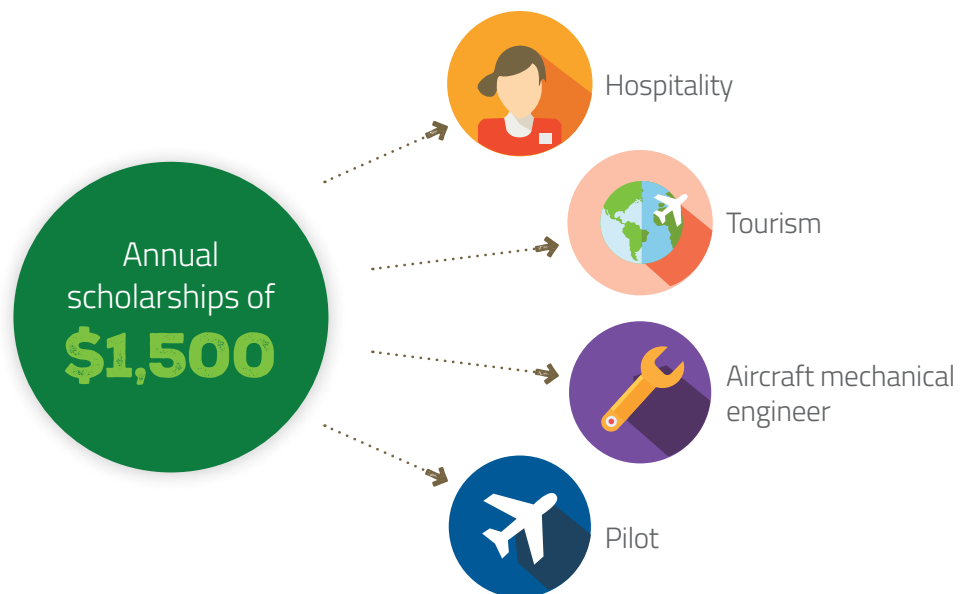 Annual
scholarships of
$1,500
Hospitality
Tourism
Aircraft mechanical
engineer
Pilot